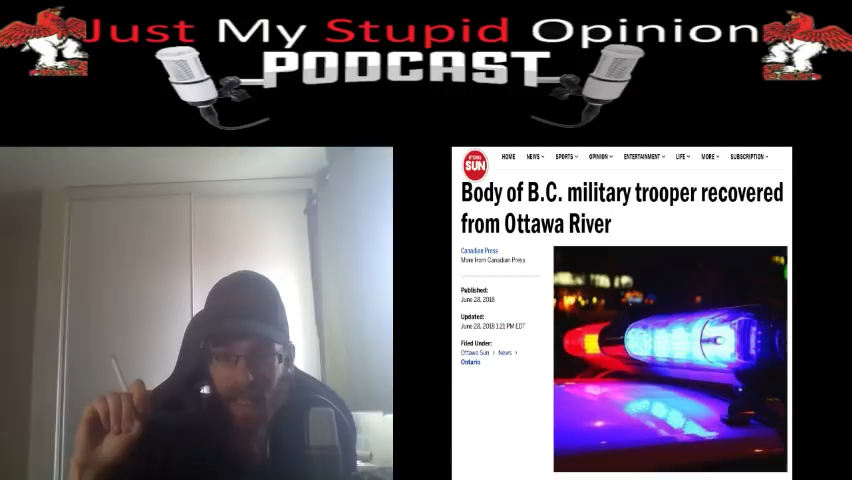 Just My Stupid Opinion
PODCAST
SUN
HOME NEWS SPORTS OPINION ENTERTAINMENT LIFE MORE SUBSCRIPTION
Body of B.C. military trooper recovered
from Ottawa River
Canadian Press
More from Canadian Press
Published:
June 28, 2018
Updated:
June 28, 2018 1:21 PM EDT
Filed Under:
Ottawa Sun > News >
Ontario